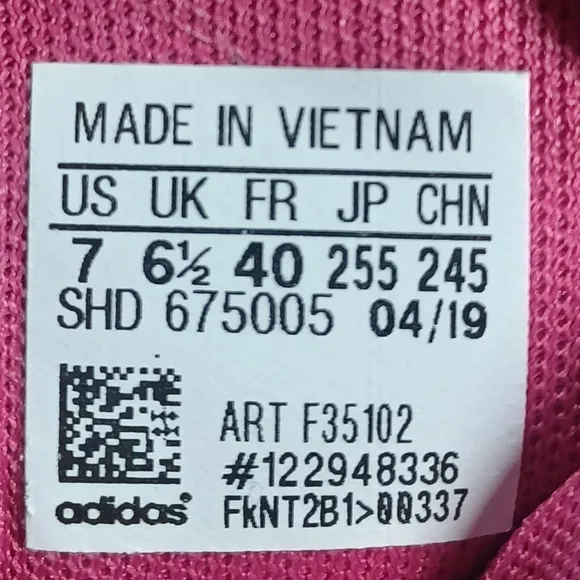 MADE IN VIETNAM
US UK FR JP CHN
7 6½ 40 255 245
SHD 675005 04/19
ART F35102
#122948336
adidas® FkNT2B1>00337